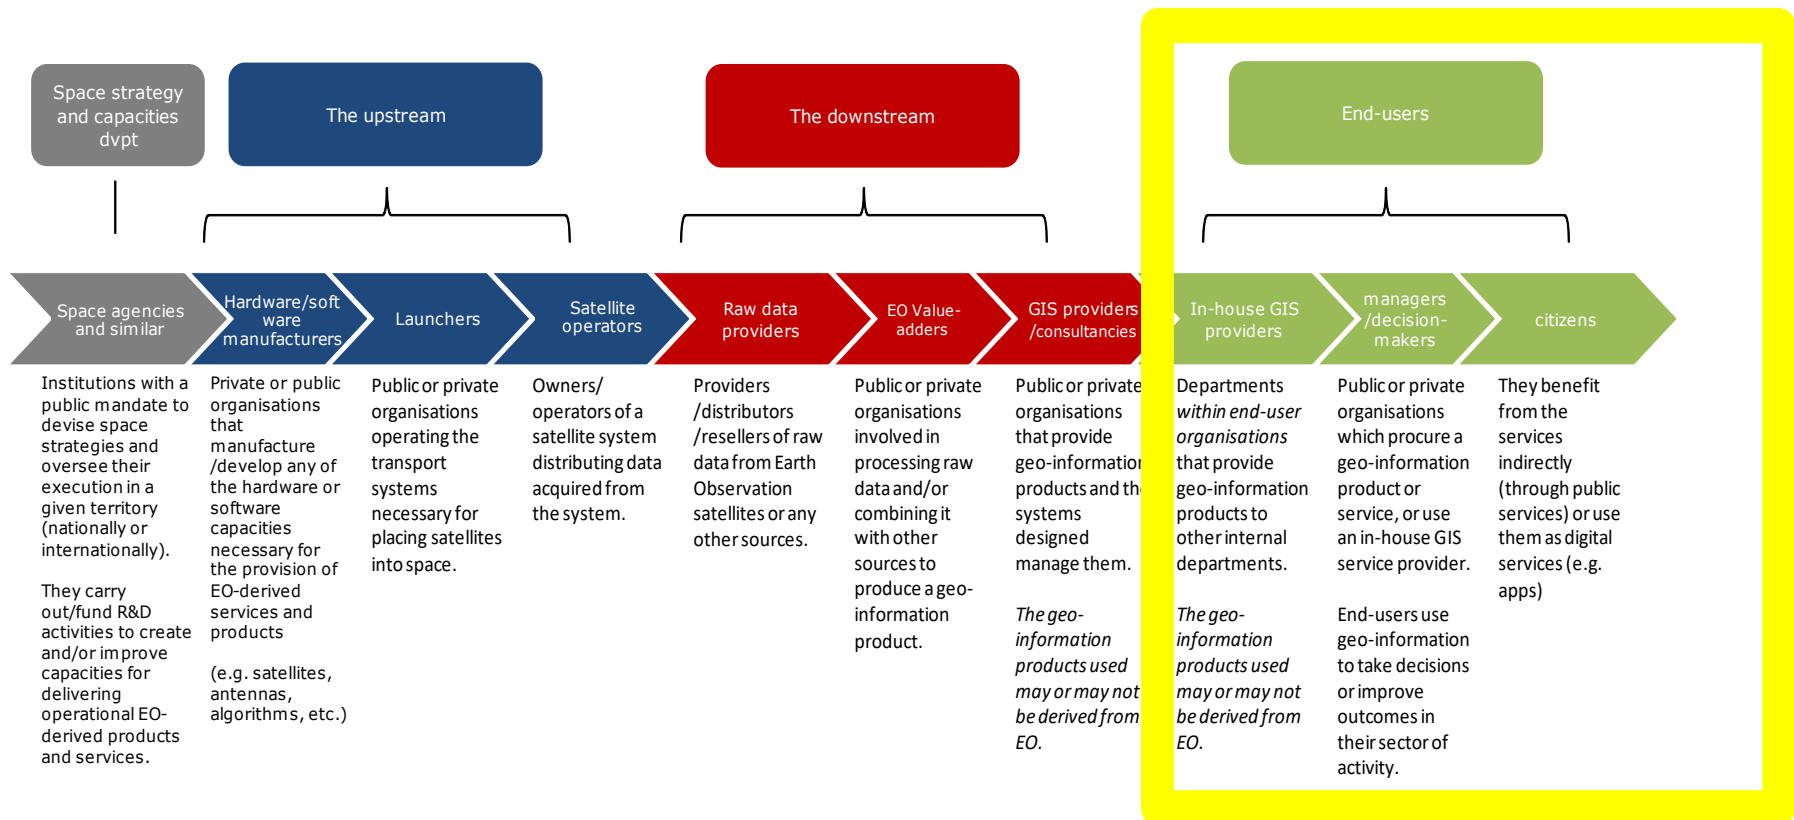 Space strategy
and capacities
dvpt
The upstream
The downstream
End-users
Space agencies
and similar
Hardware/soft
ware
manufacturers
Launchers
Satellite
operators
Raw data
providers
EO Value-
adders
GIS providers
/consultancies
In-house GIS
providers
managers
/decision-
makers
citizens
Institutions with a
public mandate to
devise space
strategies and
oversee their
execution in a
given territory
(nationally or
internationally).
They carry
out/fund R&D
activities to create
and/or improve
capacities for
delivering
operational EO-
derived products
and services.
Private or public
organisations
that
manufacture
/develop any of
the hardware or
software
capacities
necessary for
the provision of
EO-derived
services and
products
(e.g. satellites,
antennas,
algorithms, etc.)
Public or private
organisations
operating the
transport
systems
necessary for
placing satellites
into space.
Owners/
operators of a
satellite system
distributing data
acquired from
the system.
Providers
/distributors
/resellers of raw
data from Earth
Observation
satellites or any
other sources.
Public or private
organisations
involved in
processing raw
data and/or
combining it
with other
sources to
produce a geo-
information
product.
Public or private
organisations
that provide
geo-information
products and the
systems
designed
manage them.
The geo-
information
products used
may or may not
be derived from
EO.
Departments
within end-user
organisations
that provide
geo-information
products to
other internal
departments.
The geo-
information
products used
may or may not
be derived from
EO.
Public or private
organisations
which procure a
geo-information
product or
service, or use
an in-house GIS
service provider.
End-users use
geo-information
to take decisions
or improve
outcomes in
their sector of
activity.
They benefit
from the
services
indirectly
(through public
services) or use
them as digital
services (e.g.
apps)